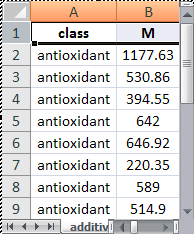 A B
1 class M
2 antioxidant 1177.63
3 antioxidant 530.86
4 antioxidant 394.55
5 antioxidant 642
6 antioxidant 646.92
7 antioxidant 220.35
8 antioxidant 589
9 antioxidant 514.9
additiv